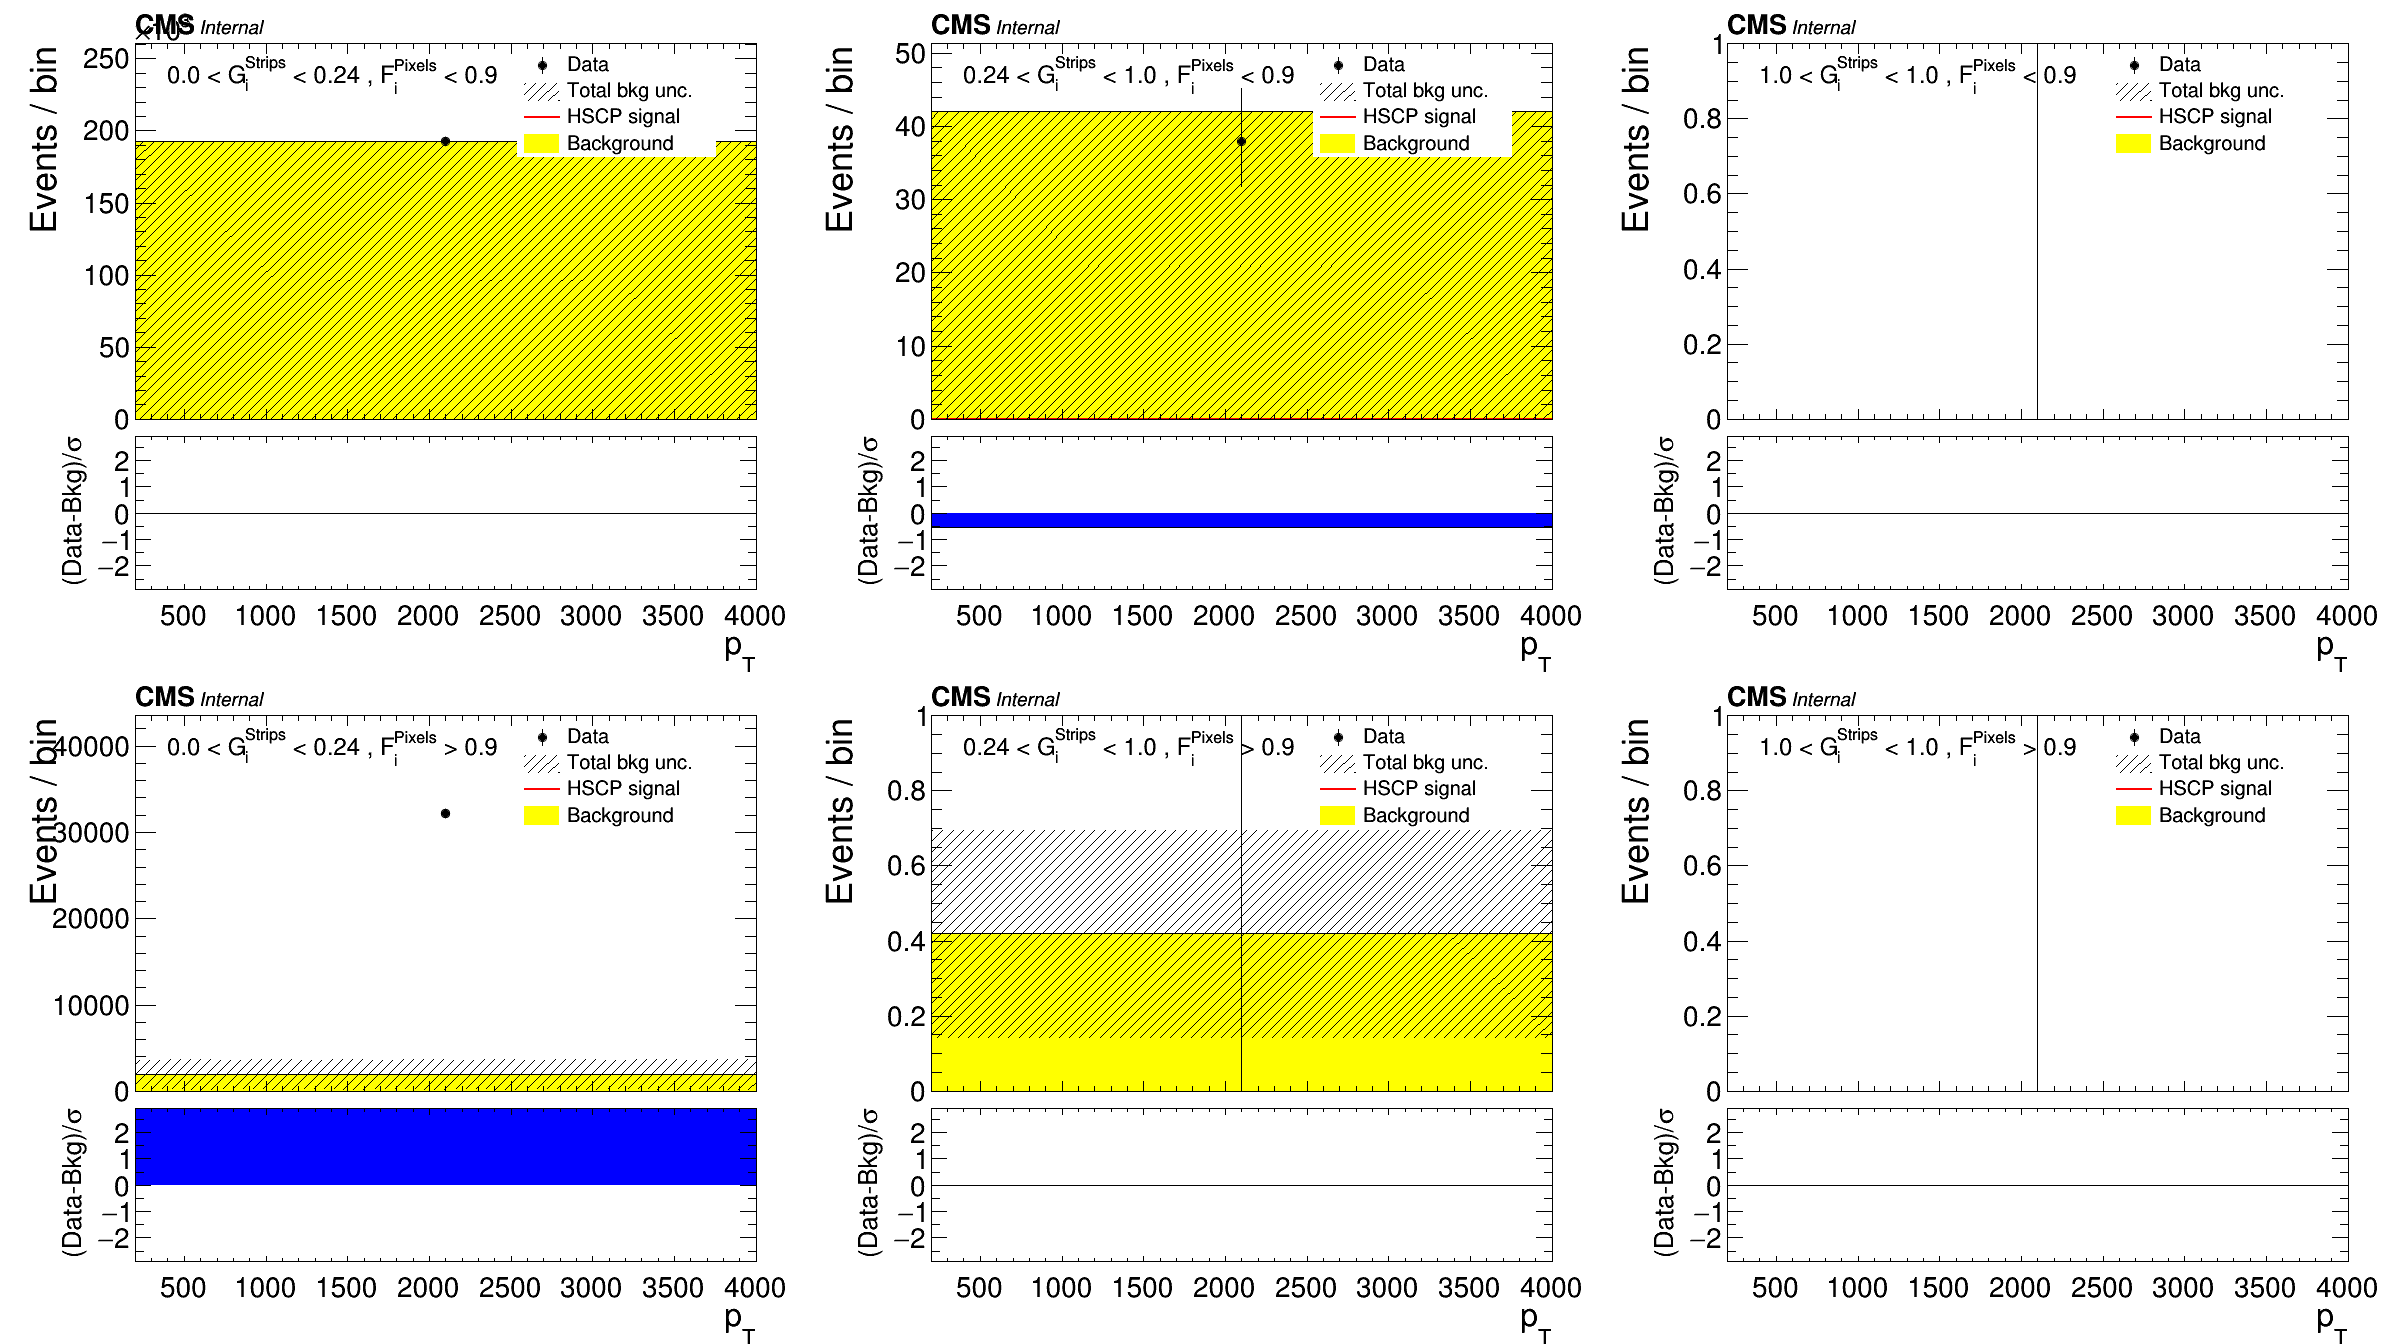 CMS Internal
×10³
Events / bin
250
200
150
100
50
0
0.0 < G_i^Strips < 0.24 , F_i^Pixels < 0.9
Data
Total bkg unc.
HSCP signal
Background
(Data-Bkg)/σ
2
1
0
−1
−2
500 1000 1500 2000 2500 3000 3500 4000
p_T
CMS Internal
Events / bin
50
40
30
20
10
0
0.24 < G_i^Strips < 1.0 , F_i^Pixels < 0.9
Data
Total bkg unc.
HSCP signal
Background
(Data-Bkg)/σ
2
1
0
−1
−2
500 1000 1500 2000 2500 3000 3500 4000
p_T
CMS Internal
Events / bin
1
0.8
0.6
0.4
0.2
0
1.0 < G_i^Strips < 1.0 , F_i^Pixels < 0.9
Data
Total bkg unc.
HSCP signal
Background
(Data-Bkg)/σ
2
1
0
−1
−2
500 1000 1500 2000 2500 3000 3500 4000
p_T
CMS Internal
Events / bin
40000
30000
20000
10000
0
0.0 < G_i^Strips < 0.24 , F_i^Pixels > 0.9
Data
Total bkg unc.
HSCP signal
Background
(Data-Bkg)/σ
2
1
0
−1
−2
500 1000 1500 2000 2500 3000 3500 4000
p_T
CMS Internal
Events / bin
1
0.8
0.6
0.4
0.2
0
0.24 < G_i^Strips < 1.0 , F_i^Pixels > 0.9
Data
Total bkg unc.
HSCP signal
Background
(Data-Bkg)/σ
2
1
0
−1
−2
500 1000 1500 2000 2500 3000 3500 4000
p_T
CMS Internal
Events / bin
1
0.8
0.6
0.4
0.2
0
1.0 < G_i^Strips < 1.0 , F_i^Pixels > 0.9
Data
Total bkg unc.
HSCP signal
Background
(Data-Bkg)/σ
2
1
0
−1
−2
500 1000 1500 2000 2500 3000 3500 4000
p_T